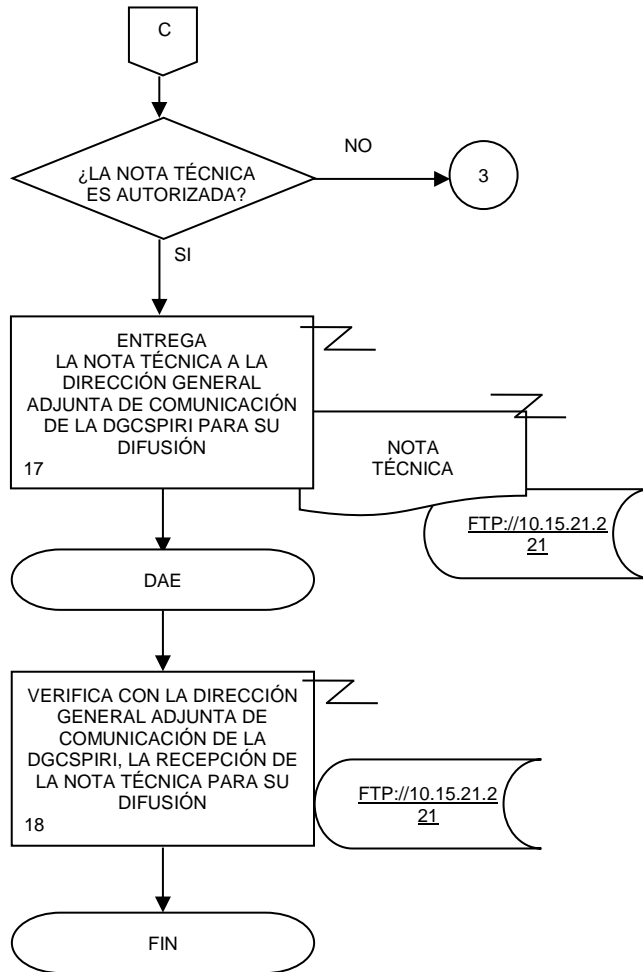 C
¿LA NOTA TÉCNICA
ES AUTORIZADA?
NO
3
SI
ENTREGA
LA NOTA TÉCNICA A LA
DIRECCIÓN GENERAL
ADJUNTA DE COMUNICACIÓN
DE LA DGCSPIRI PARA SU
DIFUSIÓN
17
NOTA
TÉCNICA
FTP://10.15.21.2
21
DAE
VERIFICA CON LA DIRECCIÓN
GENERAL ADJUNTA DE
COMUNICACIÓN DE LA
DGCSPIRI, LA RECEPCIÓN DE
LA NOTA TÉCNICA PARA SU
DIFUSIÓN
18
FTP://10.15.21.2
21
FIN